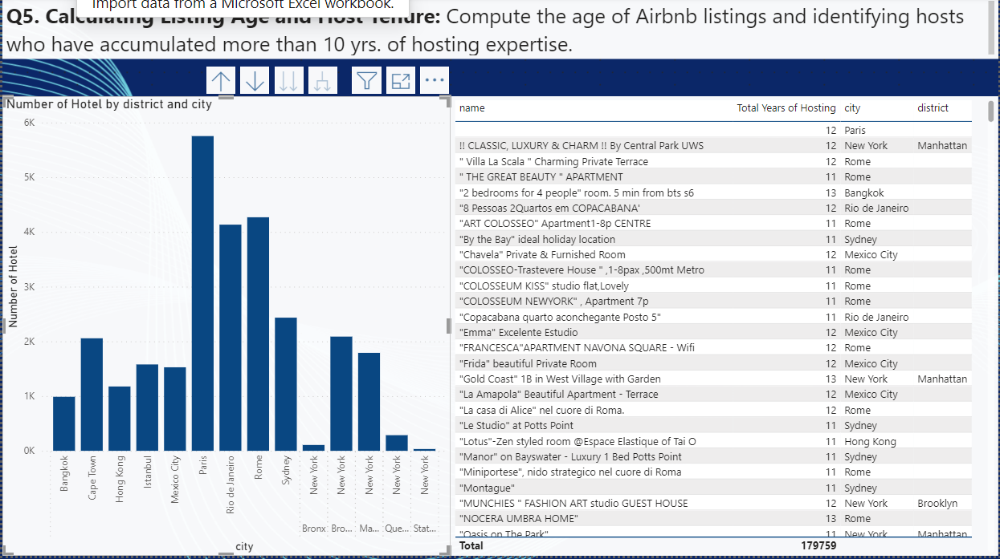 Import data from a Microsoft Excel workbook.
Q5. Calculating Listing Age and Host Tenure: Compute the age of Airbnb listings and identifying hosts
who have accumulated more than 10 yrs. of hosting expertise.
Number of Hotel by district and city
6K
5K
4K
3K
2K
1K
0K
Number of Hotel
Bangkok
Cape Town
Hong Kong
Istanbul
Mexico City
Paris
Rio de Janeiro
Rome
Sydney
New York
New York
New York
New York
New York
Bronx Bro... Ma... Que... Stat...
city
name Total Years of Hosting city district
12 Paris
!! CLASSIC, LUXURY & CHARM !! By Central Park UWS 12 New York Manhattan
" Villa La Scala " Charming Private Terrace 12 Rome
" THE GREAT BEAUTY " APARTMENT 11 Rome
"2 bedrooms for 4 people" room. 5 min from bts s6 13 Bangkok
"8 Pessoas 2Quartos em COPACABANA' 12 Rio de Janeiro
"ART COLOSSEO" Apartment1-8p CENTRE 11 Rome
"By the Bay" ideal holiday location 11 Sydney
"Chavela" Private & Furnished Room 12 Mexico City
"COLOSSEO-Trastevere House " ,1-8pax ,500mt Metro 11 Rome
"COLOSSEUM KISS" studio flat,Lovely 11 Rome
"COLOSSEUM NEWYORK" , Apartment 7p 11 Rome
"Copacabana quarto aconchegante Posto 5" 11 Rio de Janeiro
"Emma" Excelente Estudio 12 Mexico City
"FRANCESCA"APARTMENT NAVONA SQUARE - Wifi 12 Rome
"Frida" beautiful Private Room 12 Mexico City
"Gold Coast" 1B in West Village with Garden 13 New York Manhattan
"La Amapola" Beautiful Apartment - Terrace 12 Mexico City
"La casa di Alice" nel cuore di Roma. 12 Rome
"Le Studio" at Potts Point 11 Sydney
"Lotus"-Zen styled room @Espace Elastique of Tai O 11 Hong Kong
"Manor" on Bayswater - Luxury 1 Bed Potts Point 11 Sydney
"Miniportese", nido strategico nel cuore di Roma 11 Rome
"Montague" 11 Sydney
"MUNCHIES " FASHION ART studio GUEST HOUSE 12 New York Brooklyn
"NOCERA UMBRA HOME" 13 Rome
"Oasis on The Park" 11 New York Manhattan
Total 179759